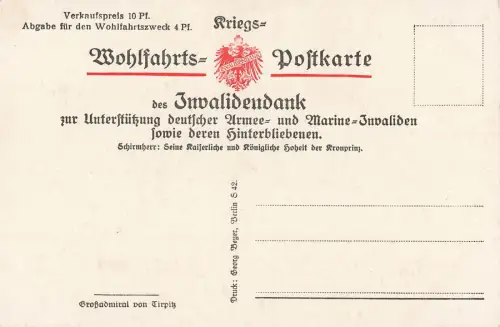 Verkaufspreis 10 Pf.
Abgabe für den Wohlfahrtszweck 4 Pf.
Kriegs=
Wohlfahrts= Postkarte
des Invalidendank
zur Unterstützung deutscher Armee= und Marine=Invaliden
sowie deren Hinterbliebenen.
Schirmherr: Seine Kaiserliche und Königliche Hoheit der Kronprinz.
Druck: Georg Beyer, Berlin S 42.
Großadmiral von Tirpitz